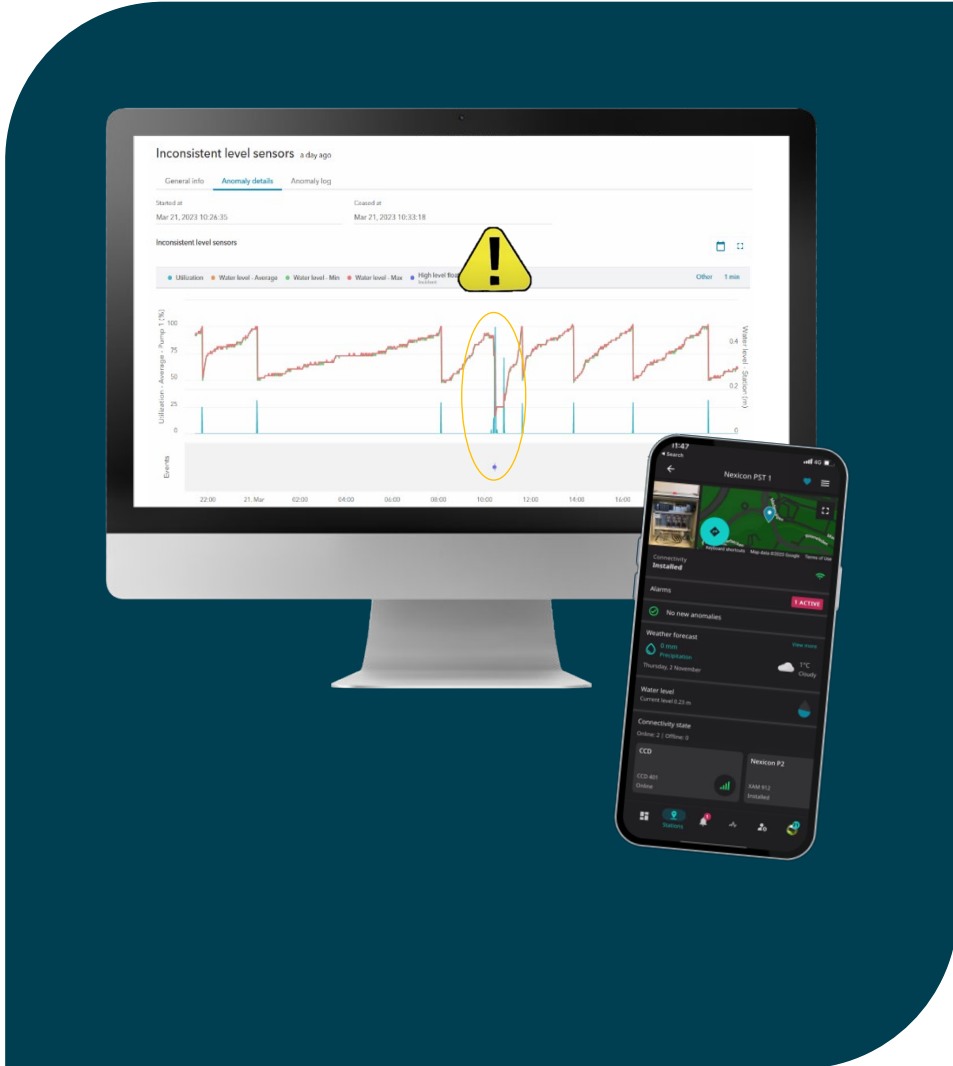 Inconsistent level sensors a day ago
General info Anomaly details Anomaly log
Started at Ceased at
Mar 21, 2023 10:26:35 Mar 21, 2023 10:33:18
Inconsistent level sensors
!
Utilization Water level - Average Water level - Min Water level - Max High level float Other 1 min
Utilization - Average - Pump 1 (%)
100
75
50
25
0
Water level - Station (m)
0.4
0.2
0
Events
22:00 21. Mar 02:00 04:00 06:00 08:00 10:00 12:00 14:00 16:00
11:47 4G
Search
Nexicon PST 1
Keyboard shortcuts Map data ©2023 Google Terms of Use
Connectivity
Installed
Alarms 1 ACTIVE
No new anomalies
Weather forecast View more
0 mm 1°C
Precipitation Cloudy
Thursday, 2 November
Water level
Current level 0.23 m
Connectivity state
Online: 2 | Offline: 0
CCD Nexicon P2
CCD 401 XAM 912
Online Installed
Stations